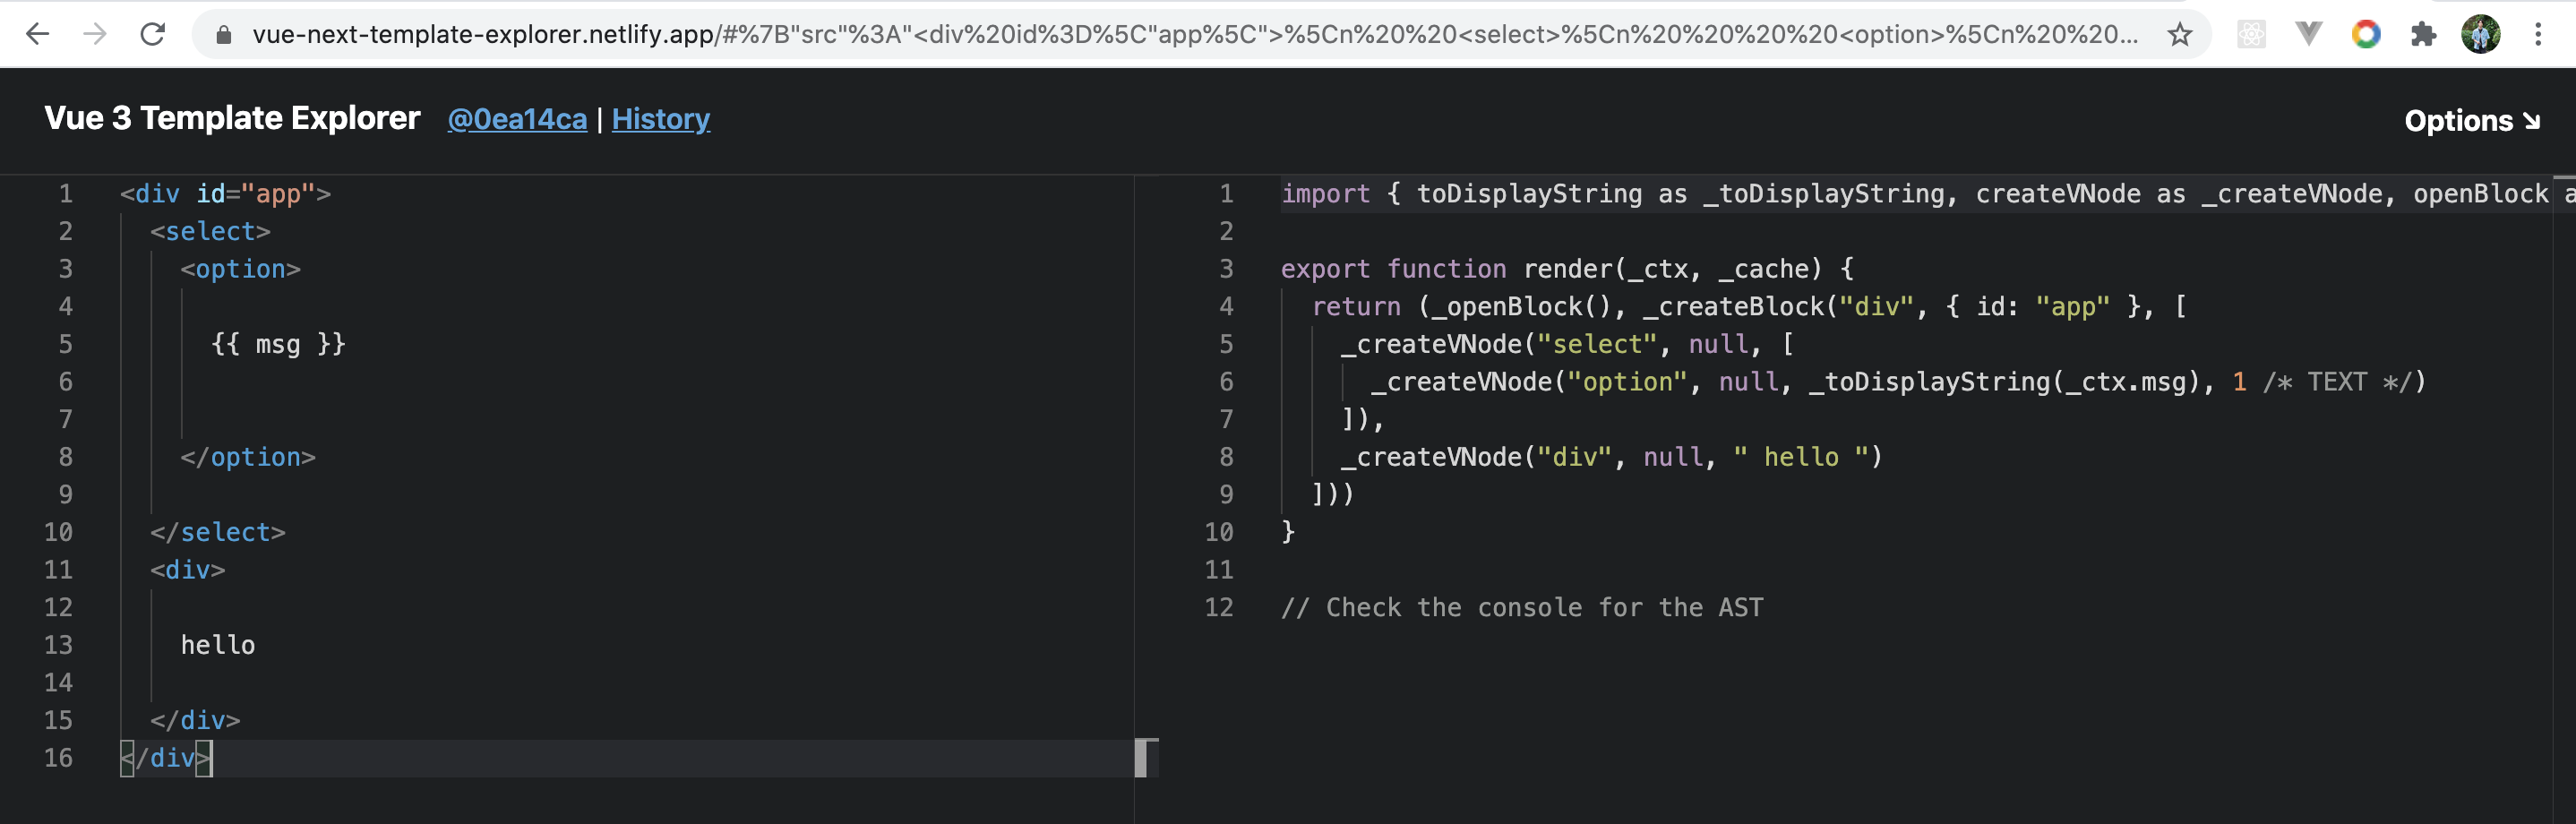 vue-next-template-explorer.netlify.app/#%7B"src"%3A"<div%20id%3D%5C"app%5C">%5Cn%20%20<select>%5Cn%20%20%20%20<option>%5Cn%20%20...
Vue 3 Template Explorer @0ea14ca | History Options ↘
1 <div id="app">
2 <select>
3 <option>
4
5 {{ msg }}
6
7
8 </option>
9
10 </select>
11 <div>
12
13 hello
14
15 </div>
16 </div>
1 import { toDisplayString as _toDisplayString, createVNode as _createVNode, openBlock a
2
3 export function render(_ctx, _cache) {
4 return (_openBlock(), _createBlock("div", { id: "app" }, [
5 _createVNode("select", null, [
6 _createVNode("option", null, _toDisplayString(_ctx.msg), 1 /* TEXT */)
7 ]),
8 _createVNode("div", null, " hello ")
9 ]))
10 }
11
12 // Check the console for the AST